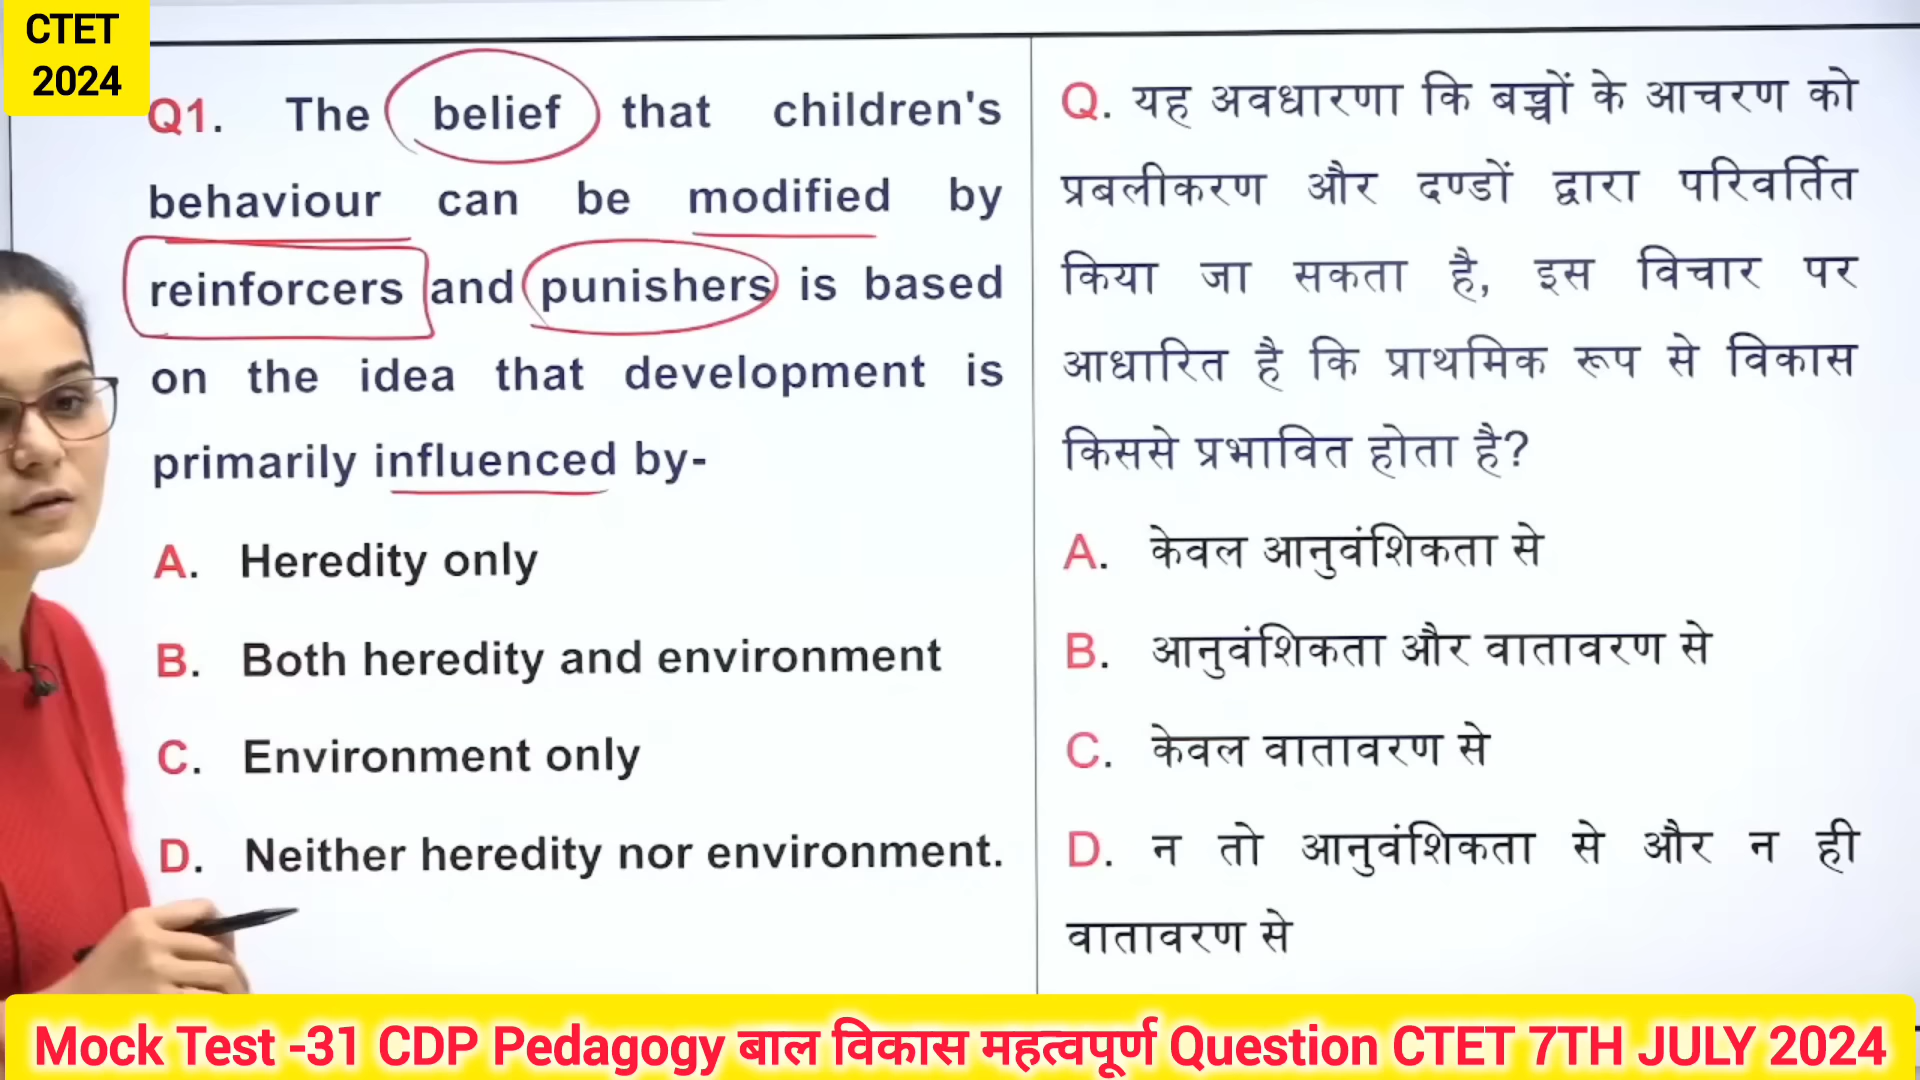 CTET
2024
Q1. The belief that children's
behaviour can be modified by
reinforcers and punishers is based
on the idea that development is
primarily influenced by-
A. Heredity only
B. Both heredity and environment
C. Environment only
D. Neither heredity nor environment.
Q. यह अवधारणा कि बच्चों के आचरण को
प्रबलीकरण और दण्डों द्वारा परिवर्तित
किया जा सकता है, इस विचार पर
आधारित है कि प्राथमिक रूप से विकास
किससे प्रभावित होता है?
A. केवल आनुवंशिकता से
B. आनुवंशिकता और वातावरण से
C. केवल वातावरण से
D. न तो आनुवंशिकता से और न ही
वातावरण से
Mock Test -31 CDP Pedagogy बाल विकास महत्वपूर्ण Question CTET 7TH JULY 2024